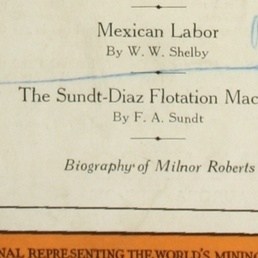 Mexican Labor
By W. W. Shelby
The Sundt-Diaz Flotation Mac
By F. A. Sundt
Biography of Milnor Roberts
NAL REPRESENTING THE WORLD'S MINING